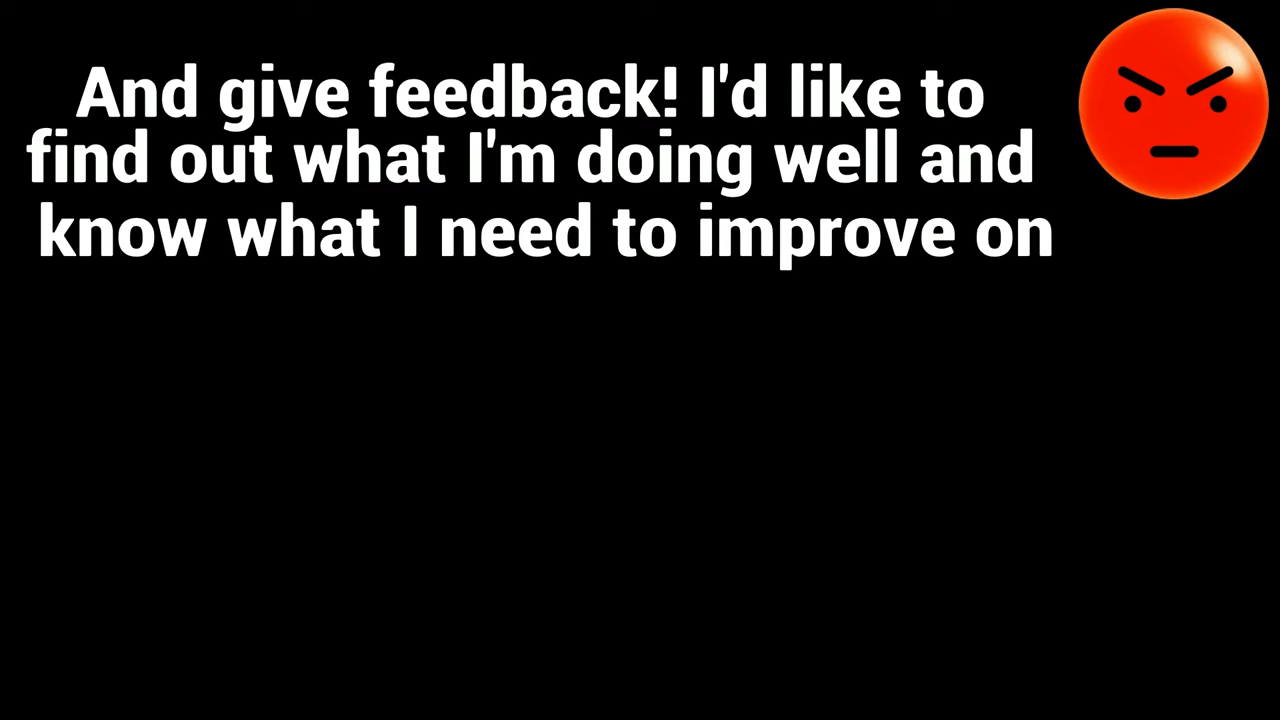 And give feedback! I'd like to
find out what I'm doing well and
know what I need to improve on